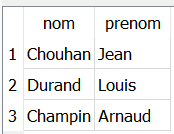 nom prenom
1 Chouhan Jean
2 Durand Louis
3 Champin Arnaud